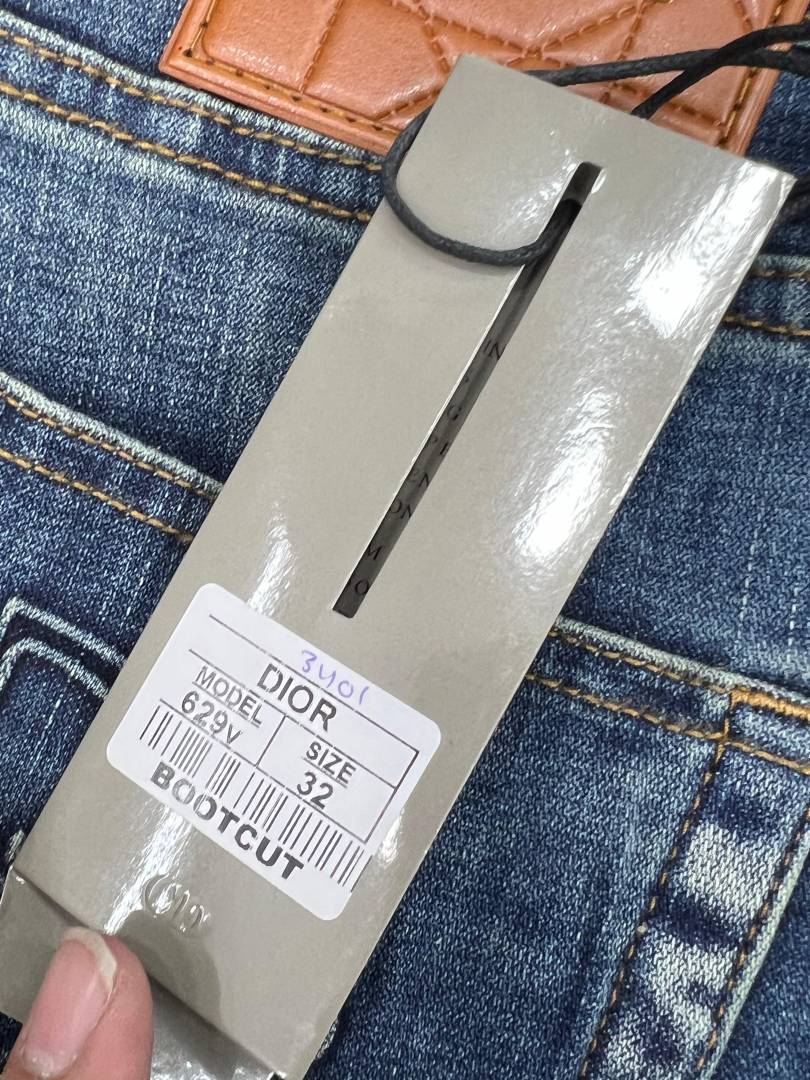 3401
DIOR
MODEL
SIZE
629V
32
BOOTCUT